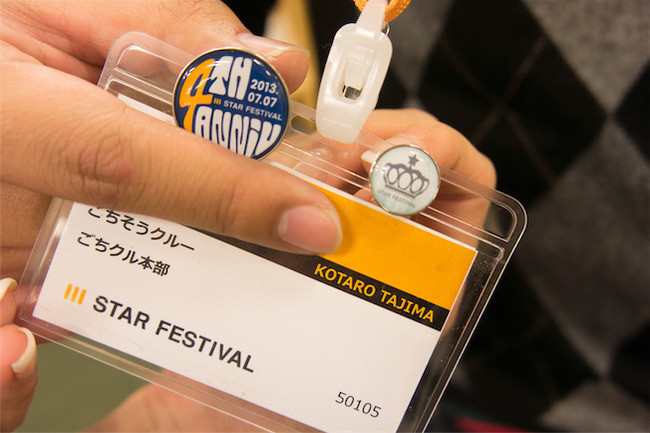 4TH
2013.
07.07
STAR FESTIVAL
ANNIV
STAR FESTIVAL
ごちそうクルー
ごちクル本部
KOTARO TAJIMA
STAR FESTIVAL
50105